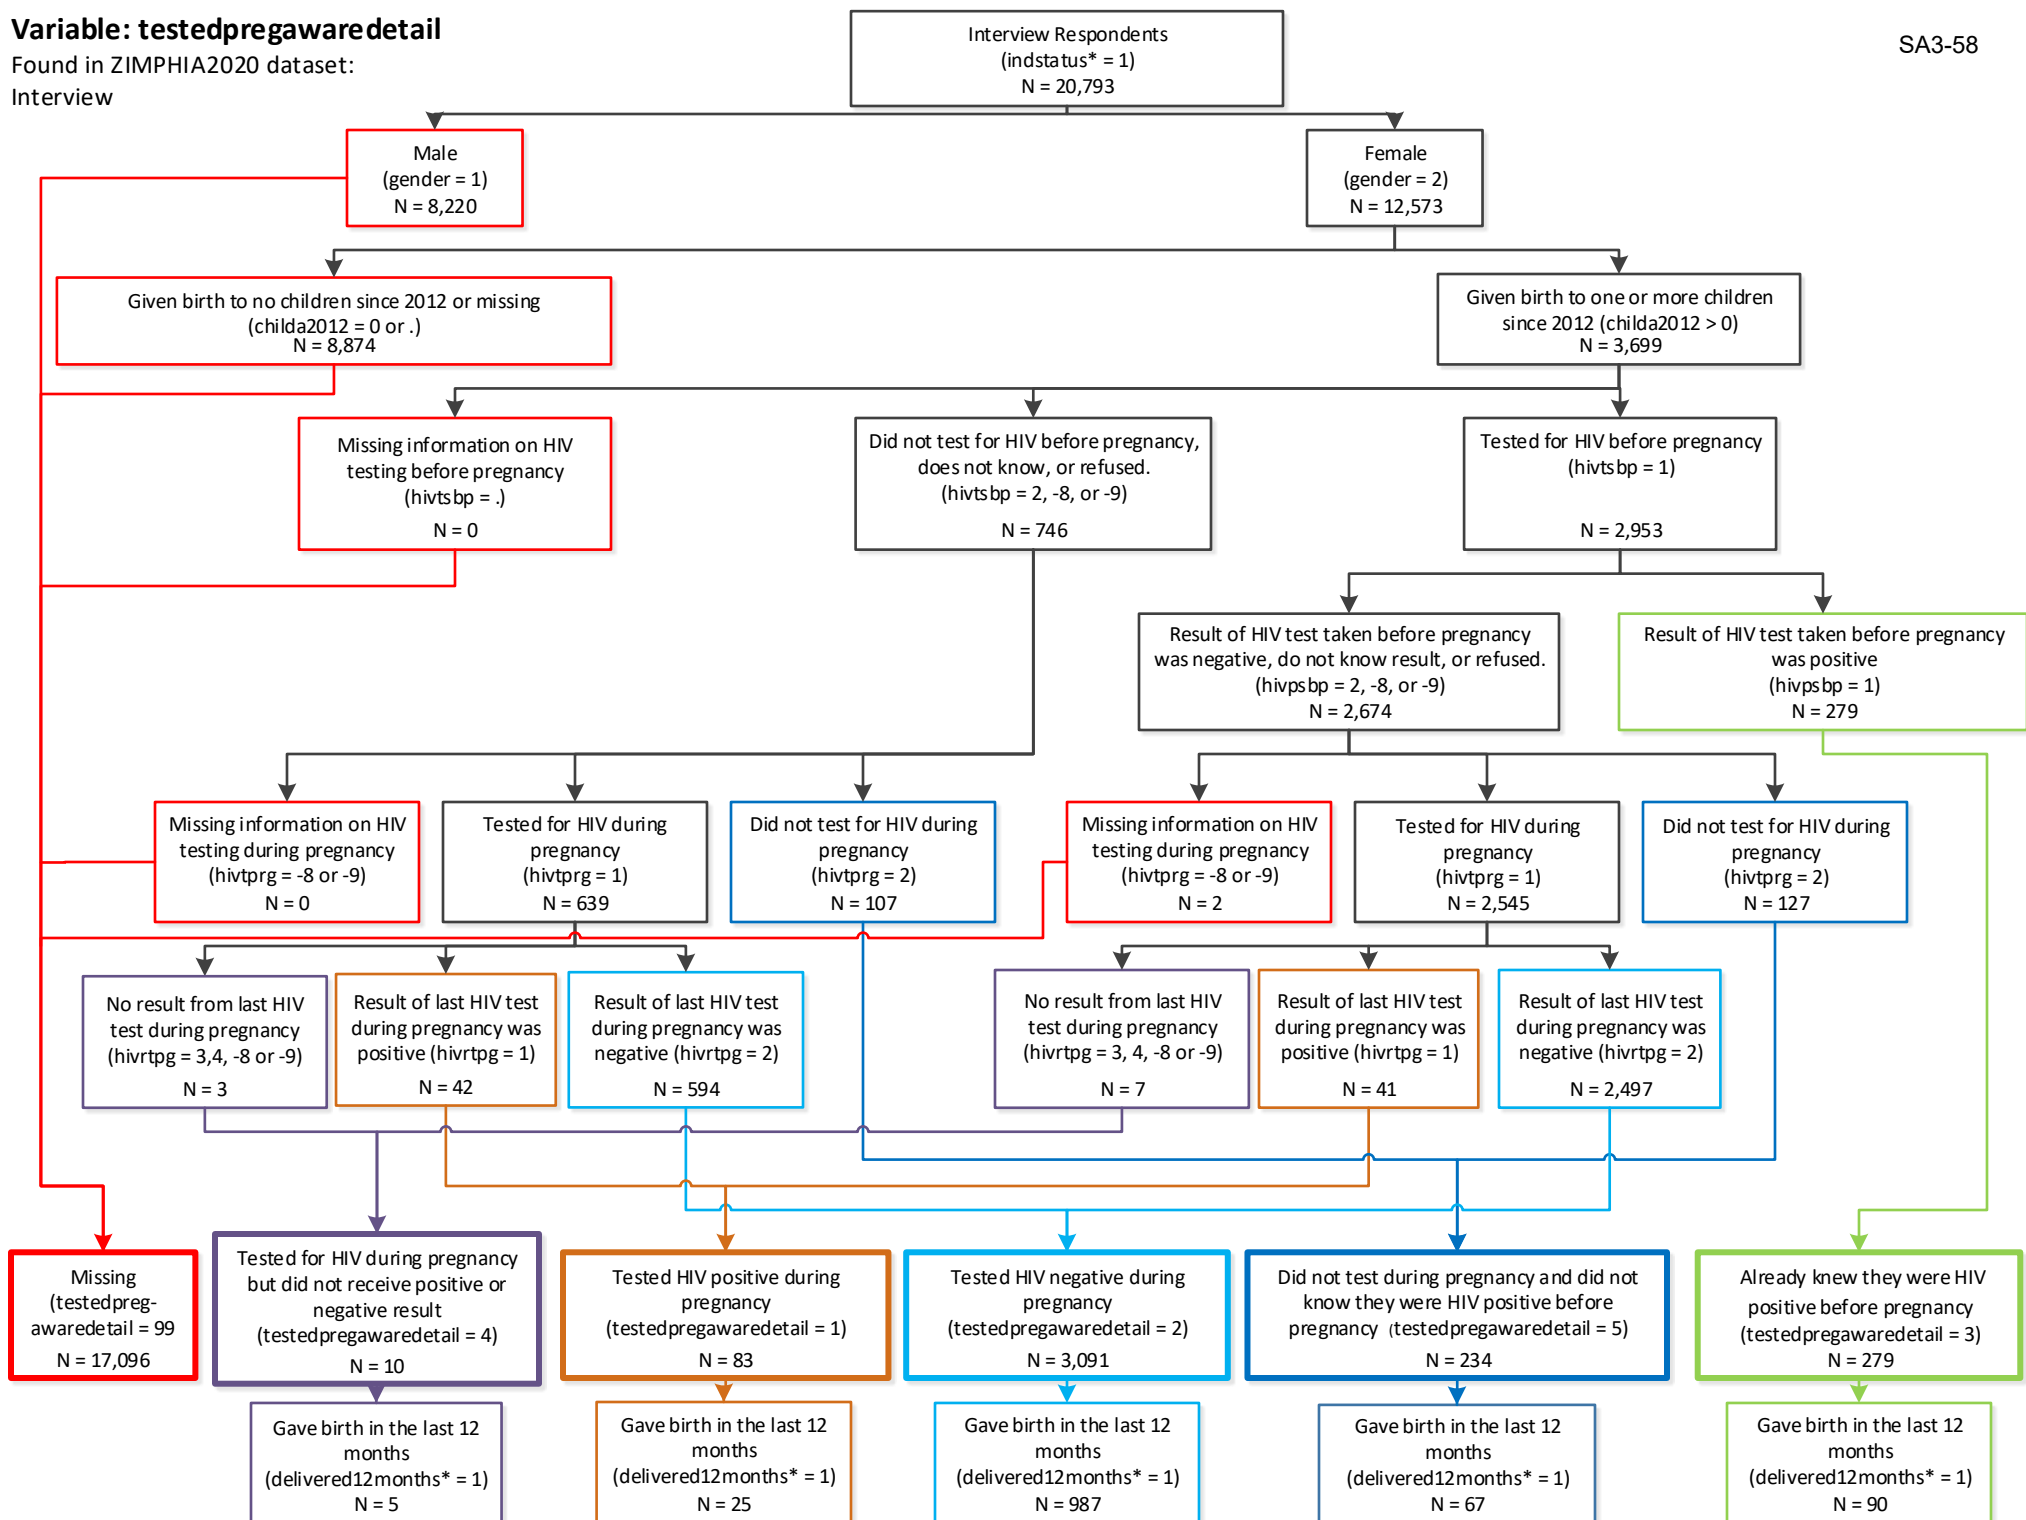 Variable: testedpregawaredetail
Found in ZIMPHIA2020 dataset:
Interview
SA3-58
Interview Respondents
(indstatus* = 1)
N = 20,793
Male
(gender = 1)
N = 8,220
Female
(gender = 2)
N = 12,573
Given birth to no children since 2012 or missing
(childa2012 = 0 or .)
N = 8,874
Given birth to one or more children
since 2012 (childa2012 > 0)
N = 3,699
Missing information on HIV
testing before pregnancy
(hivtsbp = .)
N = 0
Did not test for HIV before pregnancy,
does not know, or refused.
(hivtsbp = 2, -8, or -9)
N = 746
Tested for HIV before pregnancy
(hivtsbp = 1)
N = 2,953
Result of HIV test taken before pregnancy
was negative, do not know result, or refused.
(hivpsbp = 2, -8, or -9)
N = 2,674
Result of HIV test taken before pregnancy
was positive
(hivpsbp = 1)
N = 279
Missing information on HIV
testing during pregnancy
(hivtprg = -8 or -9)
N = 0
Tested for HIV during
pregnancy
(hivtprg = 1)
N = 639
Did not test for HIV during
pregnancy
(hivtprg = 2)
N = 107
Missing information on HIV
testing during pregnancy
(hivtprg = -8 or -9)
N = 2
Tested for HIV during
pregnancy
(hivtprg = 1)
N = 2,545
Did not test for HIV during
pregnancy
(hivtprg = 2)
N = 127
No result from last HIV
test during pregnancy
(hivrtpg = 3,4, -8 or -9)
N = 3
Result of last HIV test
during pregnancy was
positive (hivrtpg = 1)
N = 42
Result of last HIV test
during pregnancy was
negative (hivrtpg = 2)
N = 594
No result from last HIV
test during pregnancy
(hivrtpg = 3, 4, -8 or -9)
N = 7
Result of last HIV test
during pregnancy was
positive (hivrtpg = 1)
N = 41
Result of last HIV test
during pregnancy was
negative (hivrtpg = 2)
N = 2,497
Missing
(testedpreg-
awaredetail = 99
N = 17,096
Tested for HIV during pregnancy
but did not receive positive or
negative result
(testedpregawaredetail = 4)
N = 10
Tested HIV positive during
pregnancy
(testedpregawaredetail = 1)
N = 83
Tested HIV negative during
pregnancy
(testedpregawaredetail = 2)
N = 3,091
Did not test during pregnancy and did not
know they were HIV positive before
pregnancy (testedpregawaredetail = 5)
N = 234
Already knew they were HIV
positive before pregnancy
(testedpregawaredetail = 3)
N = 279
Gave birth in the last 12
months
(delivered12months* = 1)
N = 5
Gave birth in the last 12
months
(delivered12months* = 1)
N = 25
Gave birth in the last 12
months
(delivered12months* = 1)
N = 987
Gave birth in the last 12
months
(delivered12months* = 1)
N = 67
Gave birth in the last 12
months
(delivered12months* = 1)
N = 90